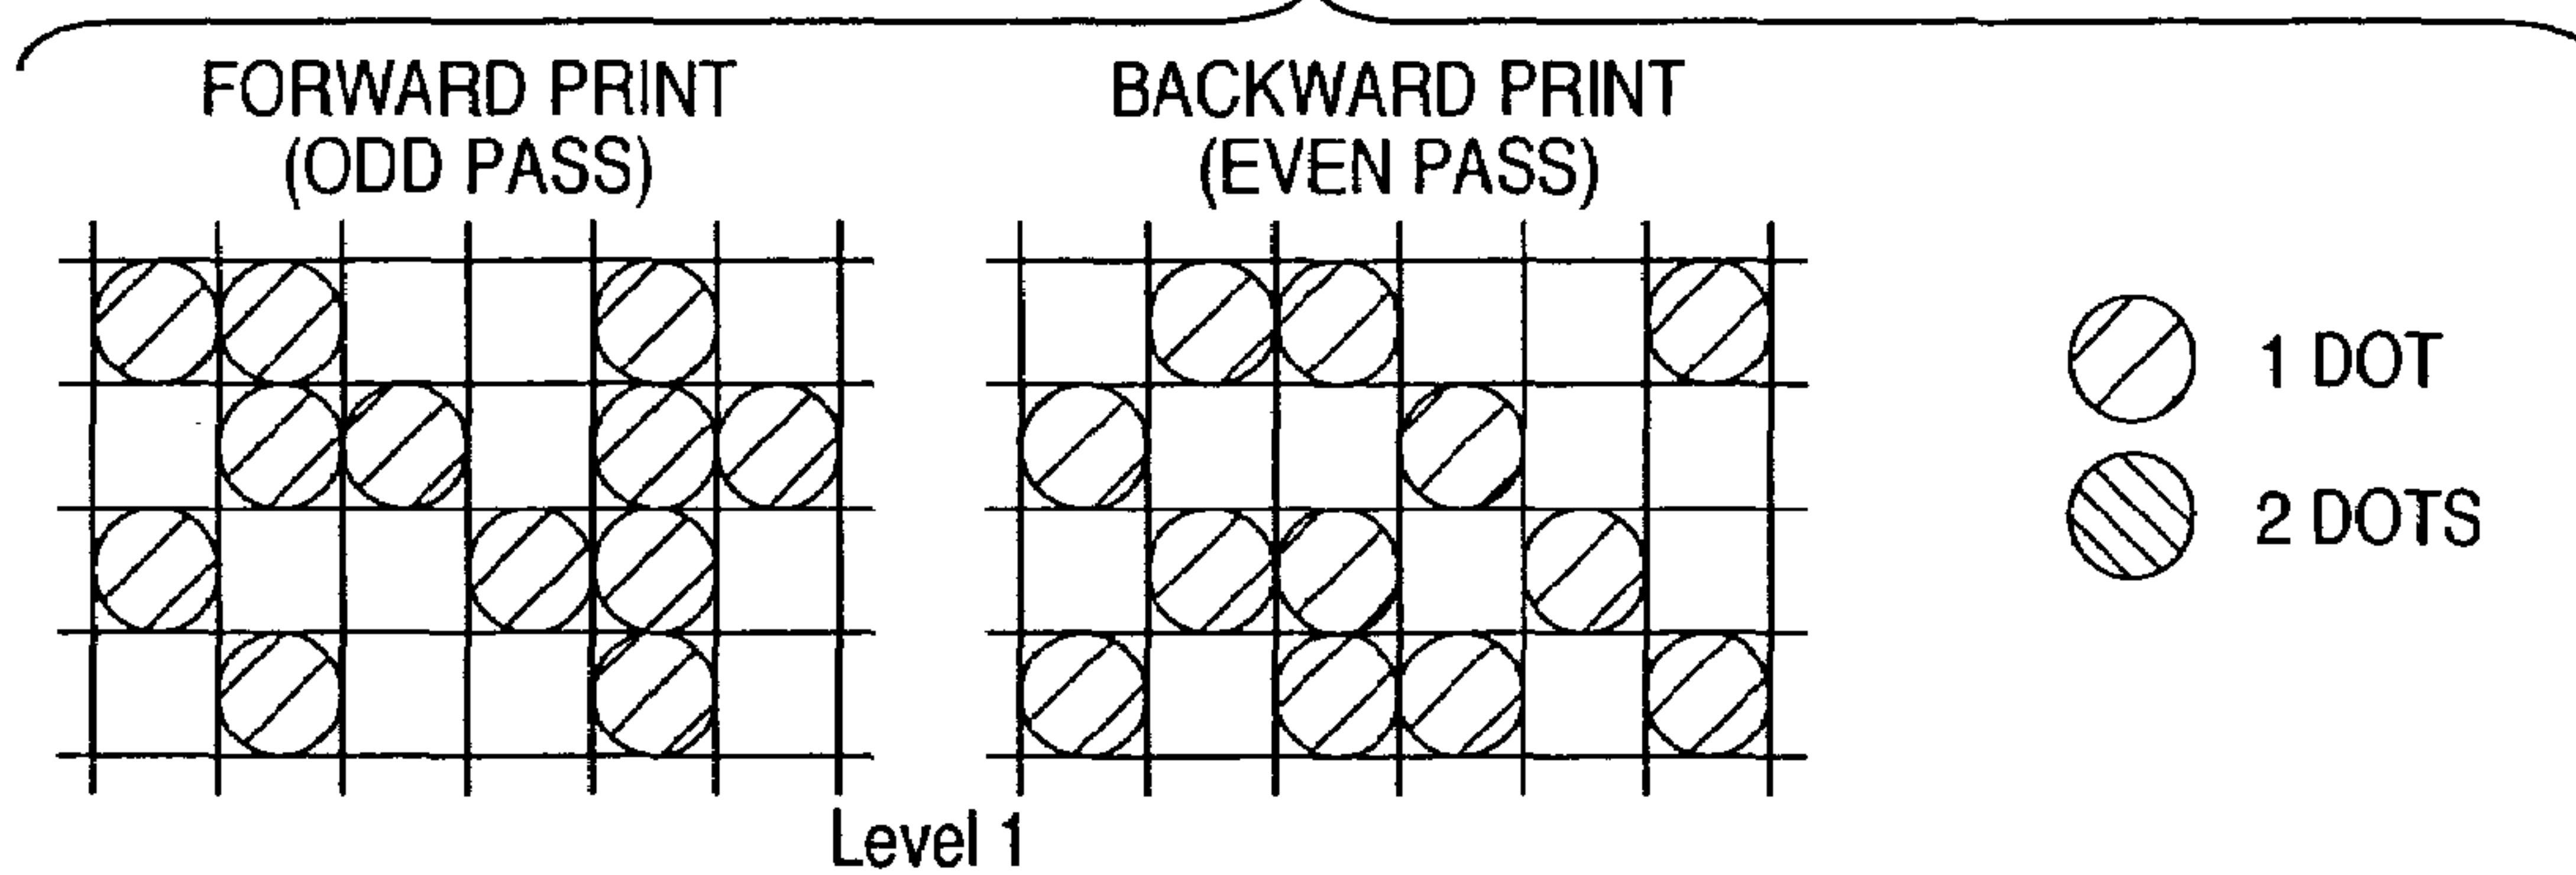 FORWARD PRINT
(ODD PASS)
BACKWARD PRINT
(EVEN PASS)
1 DOT
2 DOTS
Level 1